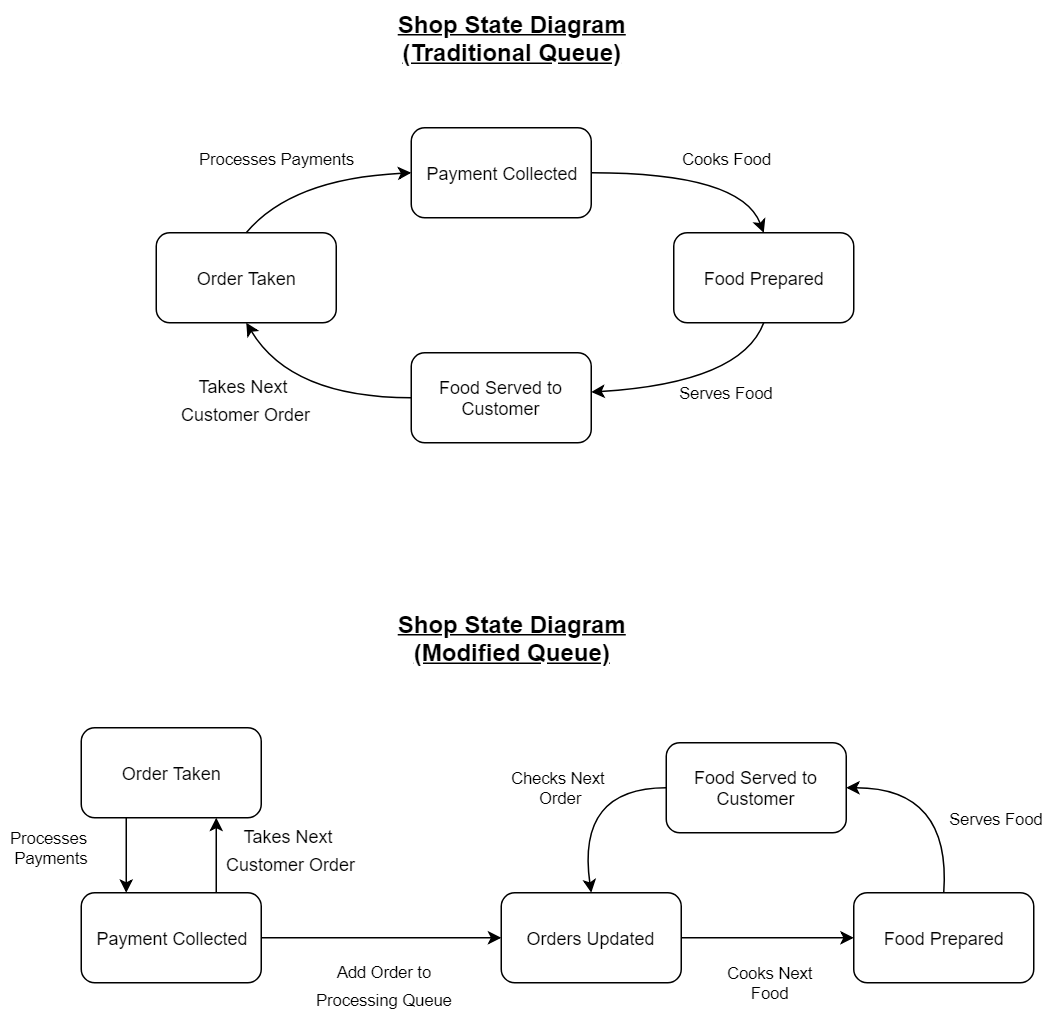 Shop State Diagram
(Traditional Queue)
Processes Payments
Payment Collected
Cooks Food
Order Taken
Food Prepared
Takes Next
Customer Order
Food Served to
Customer
Serves Food
Shop State Diagram
(Modified Queue)
Order Taken
Processes
Payments
Takes Next
Customer Order
Payment Collected
Add Order to
Processing Queue
Checks Next
Order
Food Served to
Customer
Serves Food
Orders Updated
Cooks Next
Food
Food Prepared